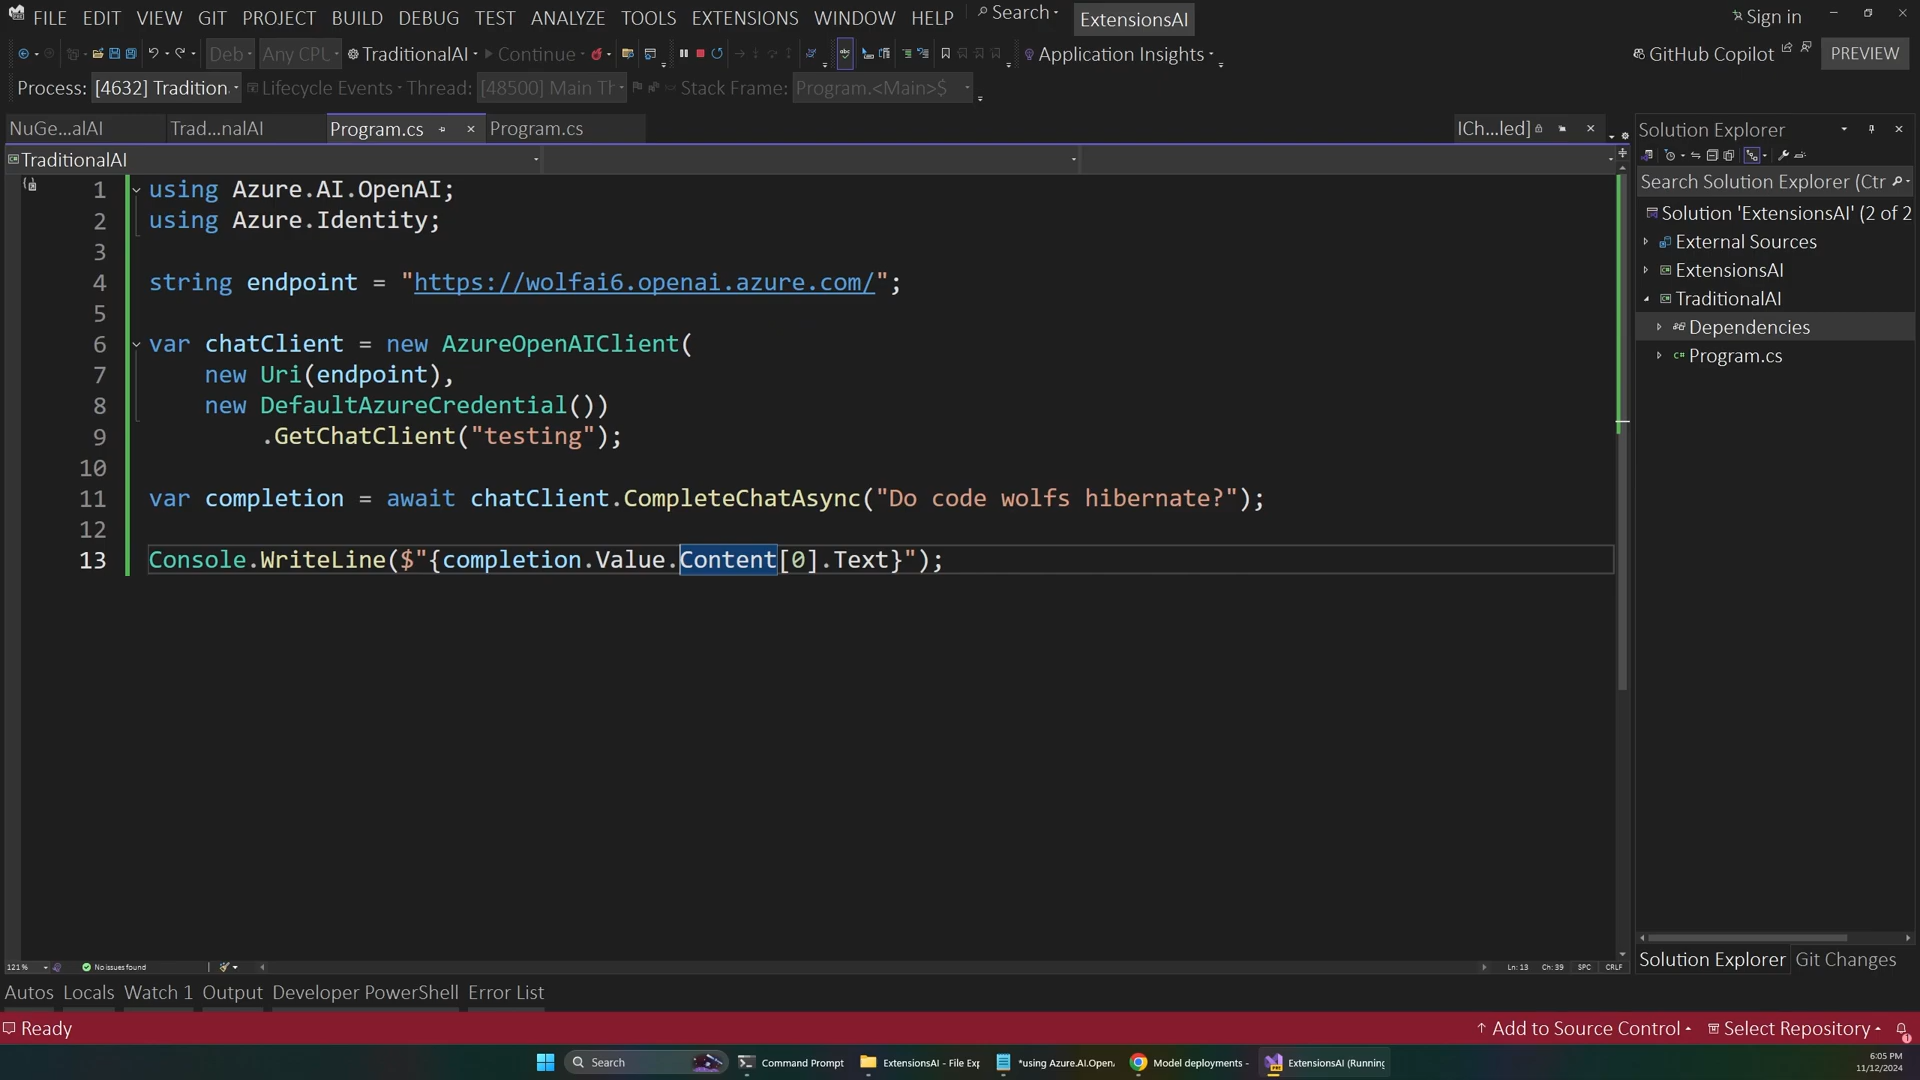 FILE EDIT VIEW GIT PROJECT BUILD DEBUG TEST ANALYZE TOOLS EXTENSIONS WINDOW HELP Search ExtensionsAI Sign in
Deb Any CPU TraditionalAI Continue Application Insights GitHub Copilot PREVIEW
Process: [4632] Tradition Lifecycle Events Thread: [48500] Main Th Stack Frame: Program.<Main>$
NuGe...alAI Trad...nalAI Program.cs Program.cs ICh...led]
TraditionalAI
1 using Azure.AI.OpenAI;
2 using Azure.Identity;
3
4 string endpoint = "https://wolfai6.openai.azure.com/";
5
6 var chatClient = new AzureOpenAIClient(
7 new Uri(endpoint),
8 new DefaultAzureCredential())
9 .GetChatClient("testing");
10
11 var completion = await chatClient.CompleteChatAsync("Do code wolfs hibernate?");
12
13 Console.WriteLine($"{completion.Value.Content[0].Text}");
Solution Explorer
Search Solution Explorer (Ctr
Solution 'ExtensionsAI' (2 of 2
External Sources
ExtensionsAI
TraditionalAI
Dependencies
C# Program.cs
Solution Explorer Git Changes
121 % No issues found Ln: 13 Ch: 39 SPC CRLF
Autos Locals Watch 1 Output Developer PowerShell Error List
Ready Add to Source Control Select Repository 1
Search Command Prompt ExtensionsAI - File Exp *using Azure.AI.Open. Model deployments - ExtensionsAI (Running 6:05 PM
11/12/2024